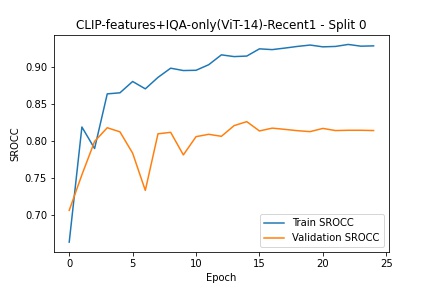 CLIP-features+IQA-only(ViT-14)-Recent1 - Split 0
0.90
0.85
0.80
0.75
0.70
SROCC
Train SROCC
Validation SROCC
0 5 10 15 20 25
Epoch